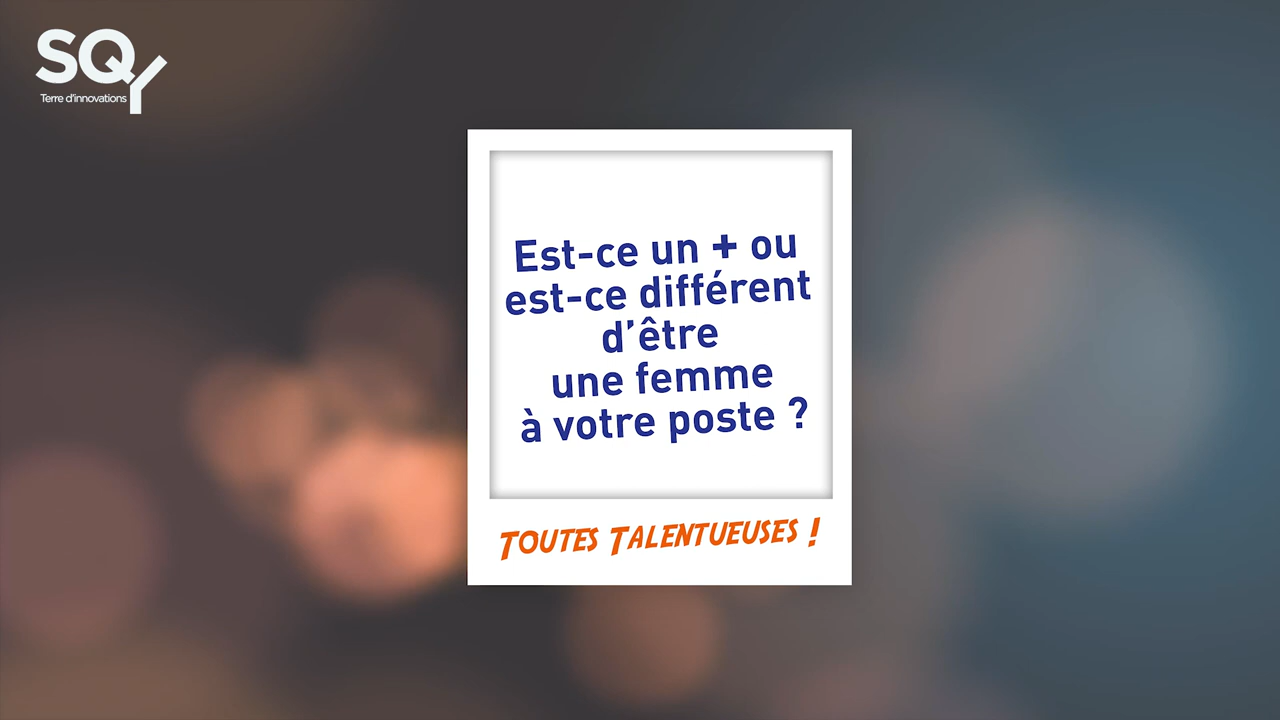 SQY
Terre d'innovations
Est-ce un + ou
est-ce différent
d'être
une femme
à votre poste ?
TOUTES TALENTUEUSES !